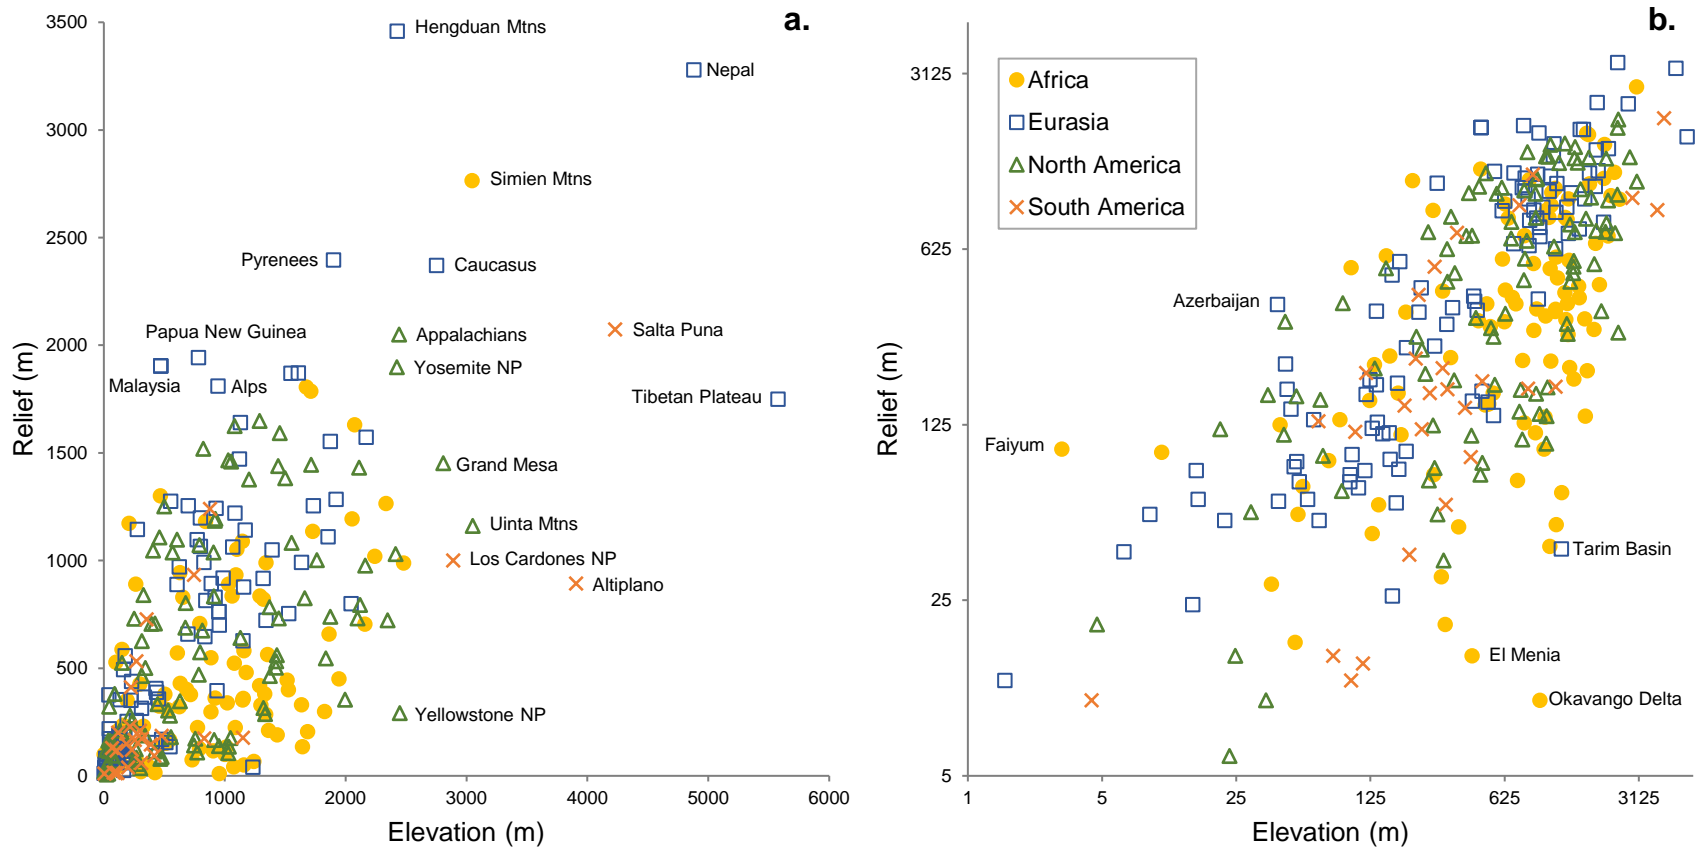 a.
3500
3000
2500
2000
1500
1000
500
0
Relief (m)
0
1000
2000
3000
4000
5000
6000
Elevation (m)
Hengduan Mtns
Nepal
Simien Mtns
Pyrenees
Caucasus
Papua New Guinea
Appalachians
Salta Puna
Malaysia
Alps
Yosemite NP
Tibetan Plateau
Grand Mesa
Uinta Mtns
Los Cardones NP
Altiplano
Yellowstone NP
b.
3125
625
125
25
5
Relief (m)
1
5
25
125
625
3125
Elevation (m)
Africa
Eurasia
North America
South America
Azerbaijan
Faiyum
Tarim Basin
El Menia
Okavango Delta